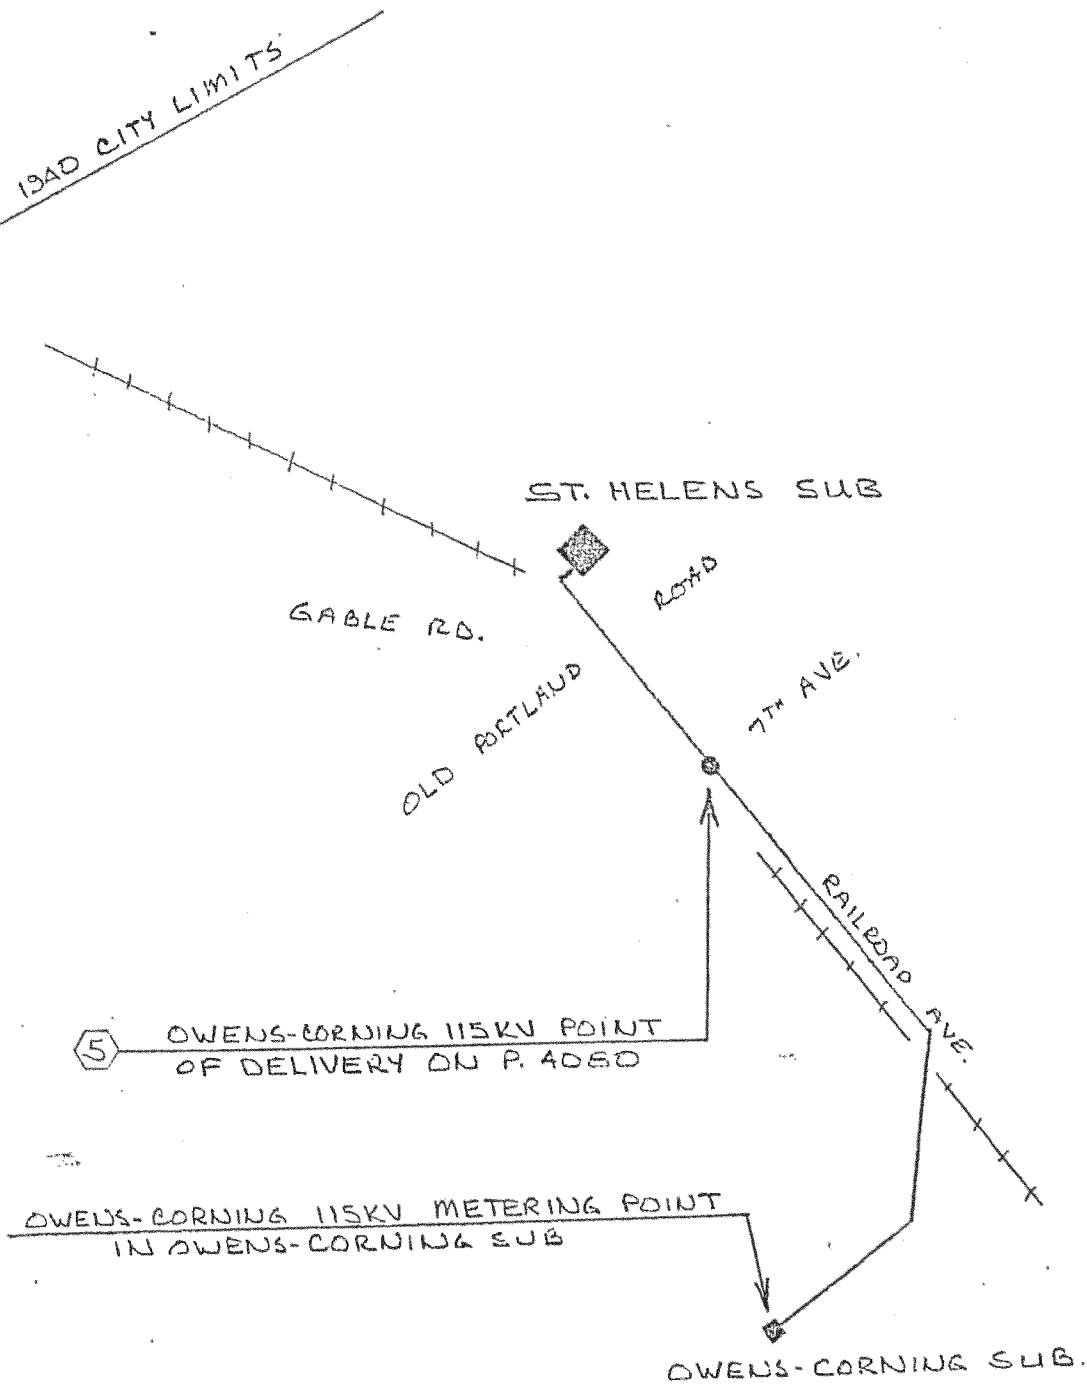 1940 CITY LIMITS
ST. HELENS SUB
GABLE RD.
OLD PORTLAND ROAD
7TH AVE.
RAILROAD AVE.
5
OWENS-CORNING 115KV POINT
OF DELIVERY ON P. 4060
OWENS-CORNING 115KV METERING POINT
IN OWENS-CORNING SUB
OWENS-CORNING SUB.